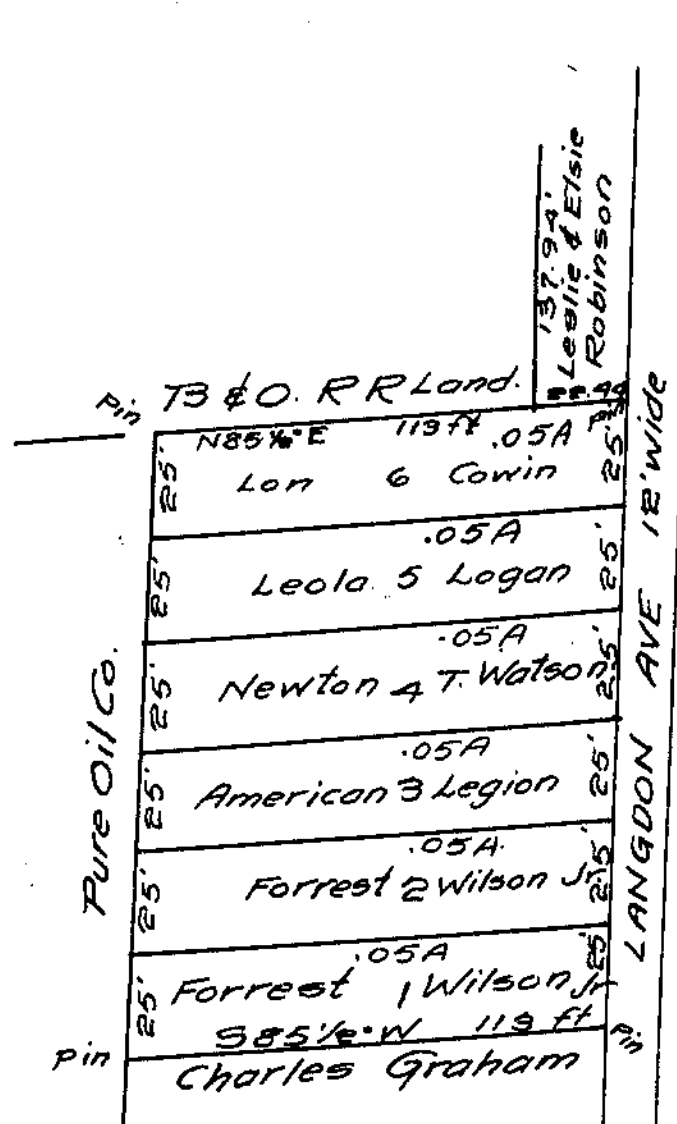 137.94'
Leslie & Elsie
Robinson
Pin B & O. R R Land.
N85½°E 113 ft .05A Pin
25' Lon 6 Cowin 25'
.05A
25' Leola 5 Logan 25'
.05A
25' Newton 4 T. Watson 25'
.05A
25' American 3 Legion 25'
.05A
25' Forrest 2 Wilson Jr 25'
.05A
25' Forrest 1 Wilson Jr 25'
S85½°W 113 ft Pin
Pin Charles Graham
Pure Oil Co.
LANGDON AVE 12' Wide